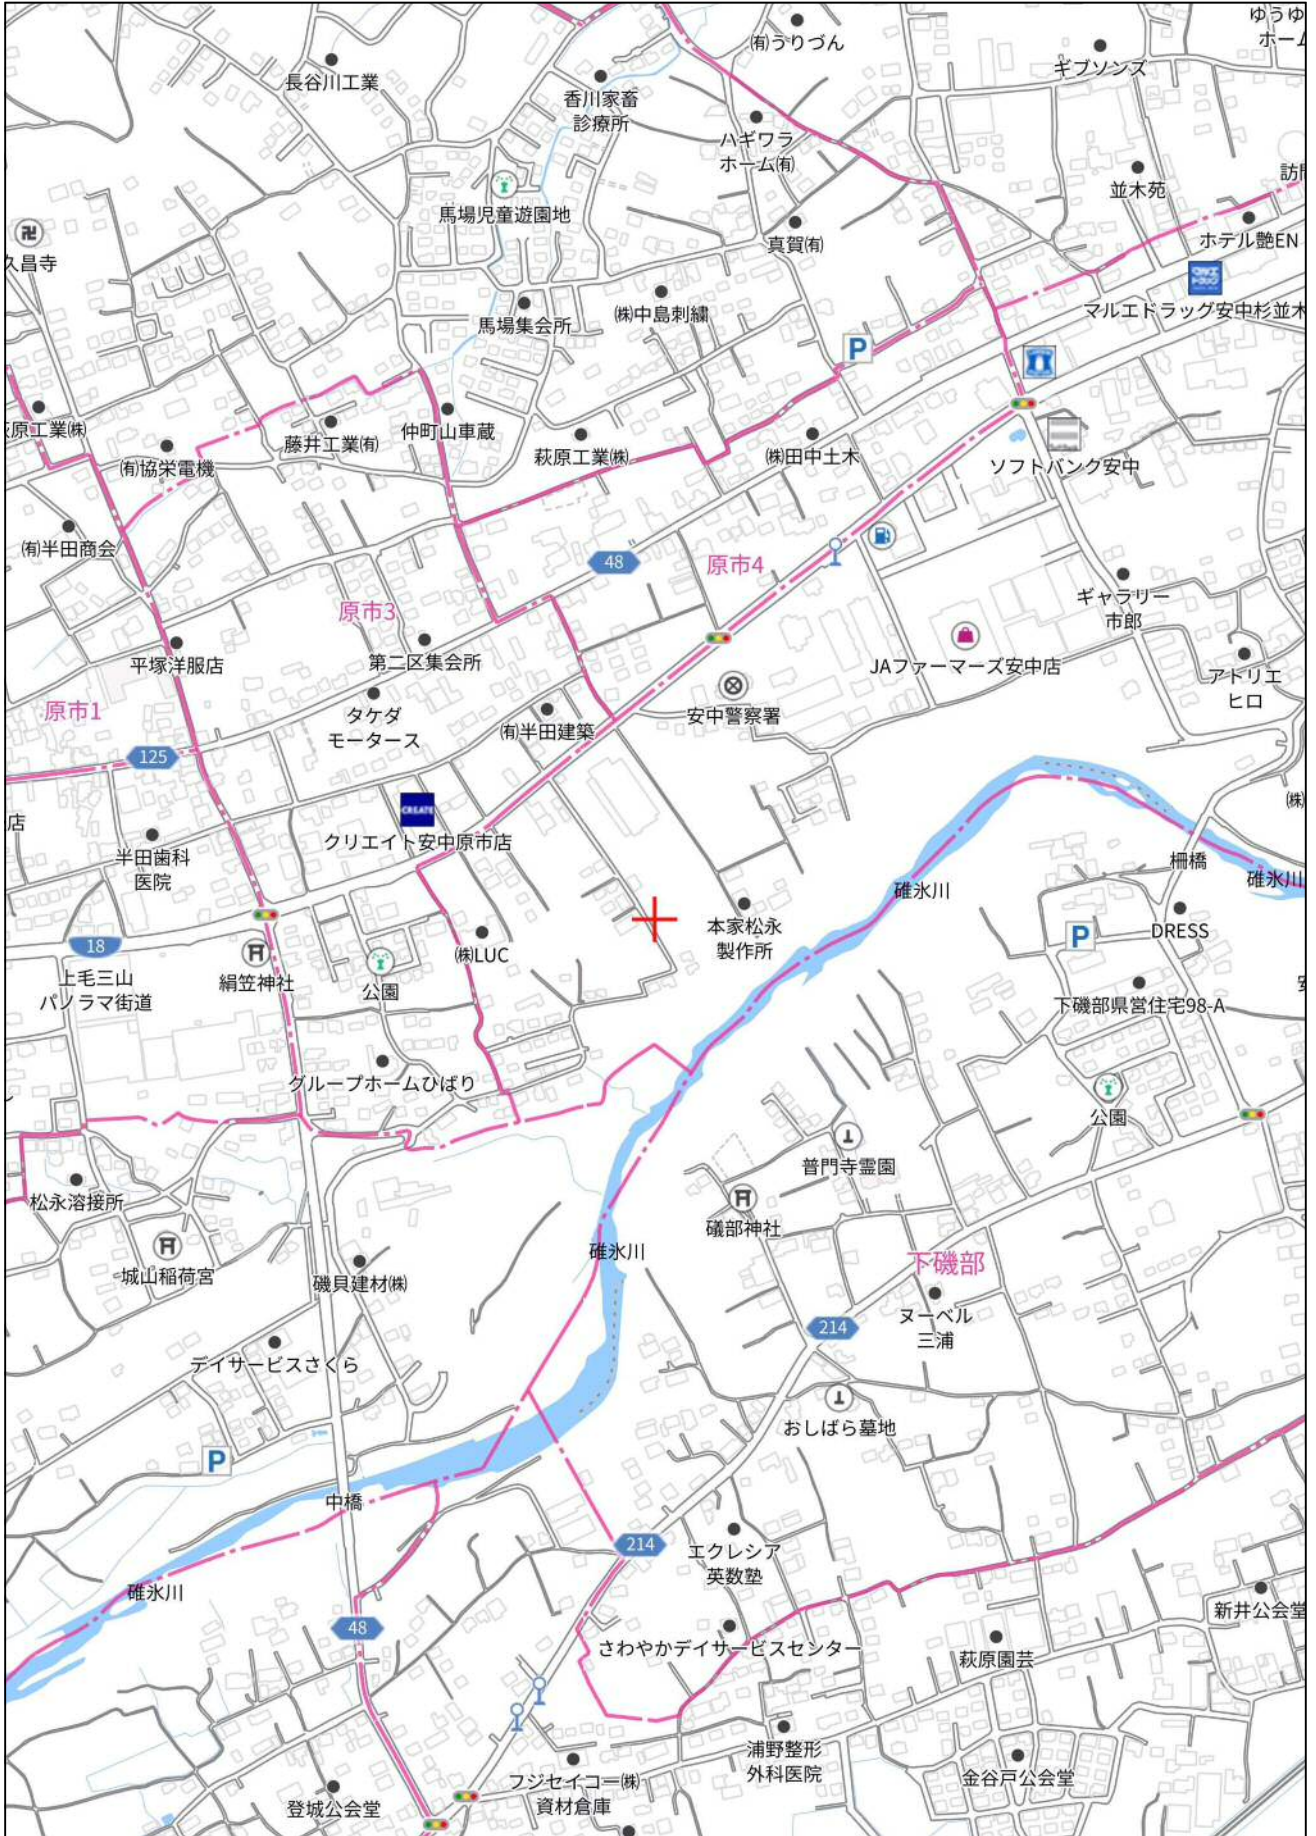 ゆうゆ
ホーム
㈲うりづん
ギブソンズ
長谷川工業
香川家畜
診療所
ハギワラ
ホーム㈲
並木苑
訪問
馬場児童遊園地
真賀㈲
ホテル艶EN
久昌寺
馬場集会所
㈱中島刺繍
マルエドラッグ安中杉並木
P
萩原工業㈱
㈲協栄電機
藤井工業㈲
仲町山車蔵
萩原工業㈱
㈱田中土木
ソフトバンク安中
㈲半田商会
48
原市4
原市3
ギャラリー
市郎
平塚洋服店
第二区集会所
JAファーマーズ安中店
アトリエ
ヒロ
原市1
タケダ
モータース
㈲半田建築
安中警察署
125
CREATE
クリエイト安中原市店
㈱
店
半田歯科
医院
柵橋
碓氷川
碓氷川
本家松永
製作所
P
DRESS
18
上毛三山
パノラマ街道
絹笠神社
公園
㈱LUC
下磯部県営住宅98-A
安
グループホームひばり
公園
普門寺霊園
松永溶接所
礒部神社
城山稲荷宮
碓氷川
下磯部
磯貝建材㈱
ヌーベル
三浦
214
デイサービスさくら
おしばら墓地
P
中橋
214
エクレシア
英数塾
碓氷川
新井公会堂
48
さわやかデイサービスセンター
萩原園芸
浦野整形
外科医院
フジセイコー㈱
資材倉庫
金谷戸公会堂
登城公会堂